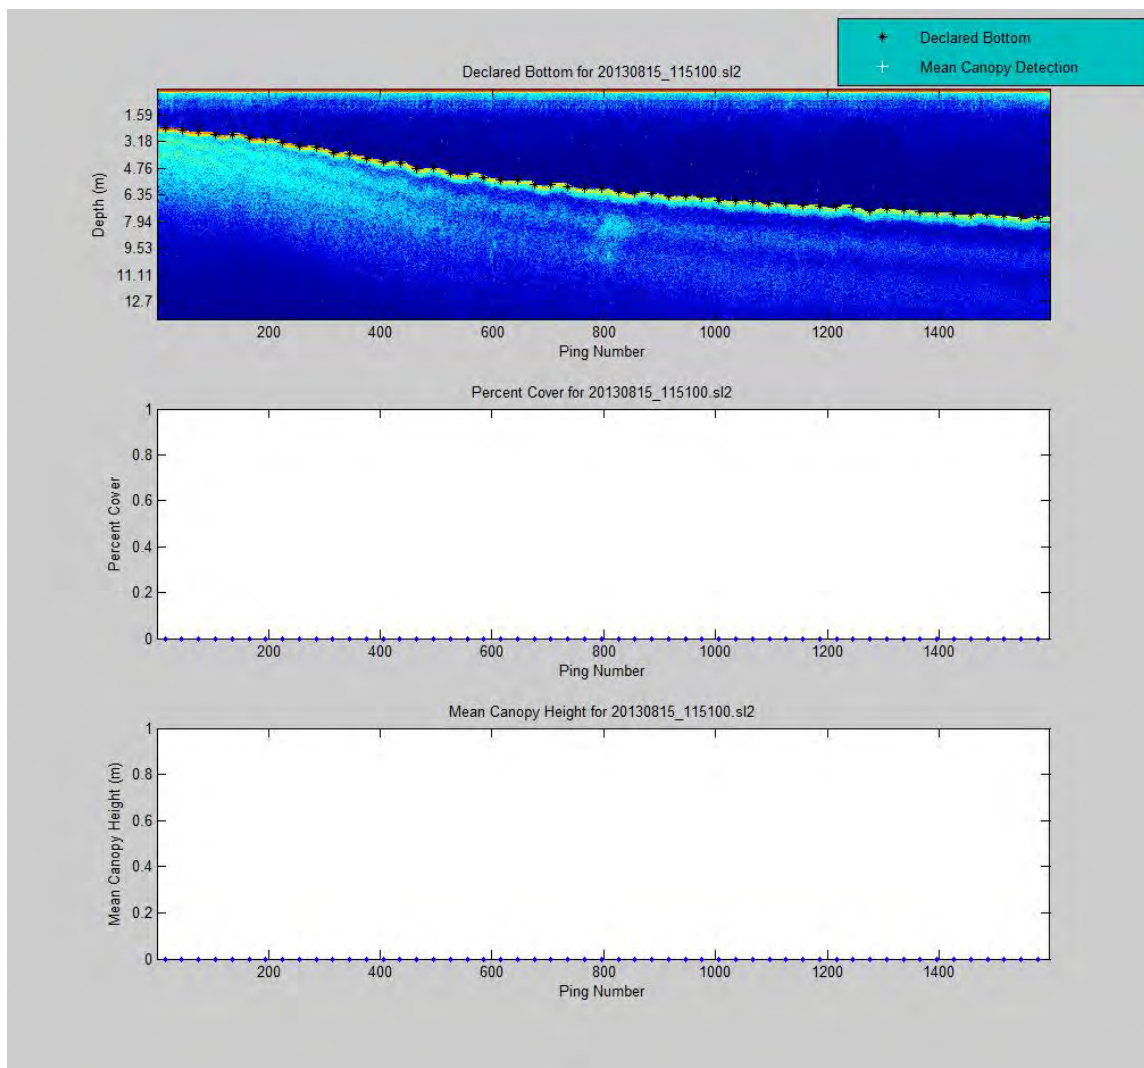 Declared Bottom
Mean Canopy Detection
Declared Bottom for 20130815_115100.sl2
1.59
3.18
4.76
6.35
7.94
9.53
11.11
12.7
Depth (m)
200 400 600 800 1000 1200 1400
Ping Number
Percent Cover for 20130815_115100.sl2
1
0.8
0.6
0.4
0.2
0
Percent Cover
200 400 600 800 1000 1200 1400
Ping Number
Mean Canopy Height for 20130815_115100.sl2
1
0.8
0.6
0.4
0.2
0
Mean Canopy Height (m)
200 400 600 800 1000 1200 1400
Ping Number